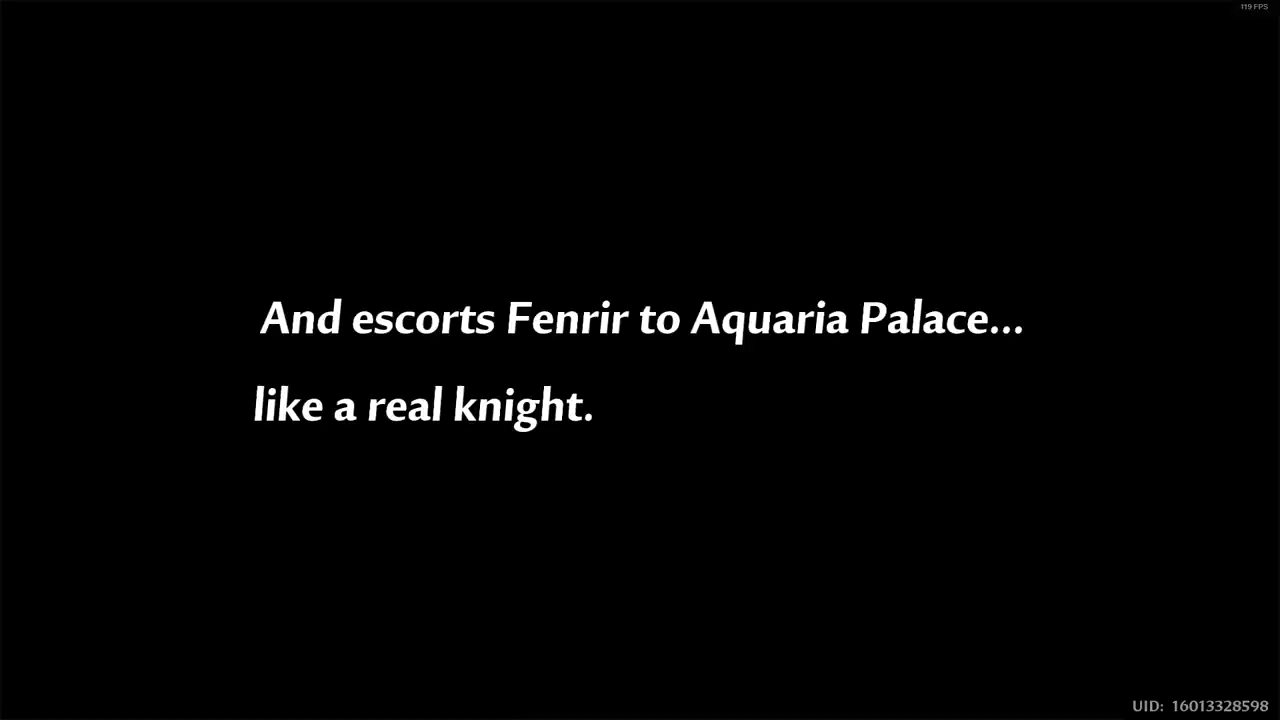 119 FPS
And escorts Fenrir to Aquaria Palace...
like a real knight.
UID: 16013328598